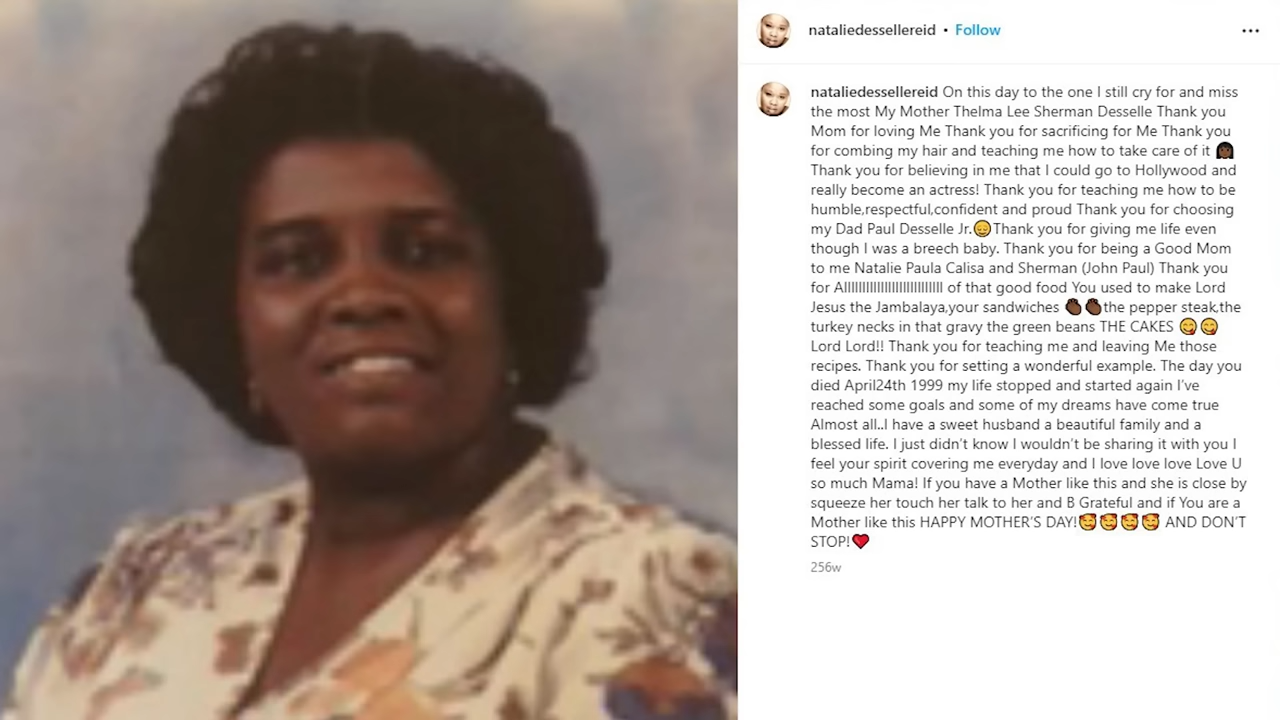 nataliedessellereid • Follow
nataliedessellereid On this day to the one I still cry for and miss
the most My Mother Thelma Lee Sherman Desselle Thank you
Mom for loving Me Thank you for sacrificing for Me Thank you
for combing my hair and teaching me how to take care of it 👩🏿
Thank you for believing in me that I could go to Hollywood and
really become an actress! Thank you for teaching me how to be
humble,respectful,confident and proud Thank you for choosing
my Dad Paul Desselle Jr.😊Thank you for giving me life even
though I was a breech baby. Thank you for being a Good Mom
to me Natalie Paula Calisa and Sherman (John Paul) Thank you
for Alllllllllllllllllllllllllll of that good food You used to make Lord
Jesus the Jambalaya,your sandwiches 👏🏿👏🏿the pepper steak,the
turkey necks in that gravy the green beans THE CAKES 😋😋
Lord Lord!! Thank you for teaching me and leaving Me those
recipes. Thank you for setting a wonderful example. The day you
died April24th 1999 my life stopped and started again I've
reached some goals and some of my dreams have come true
Almost all..I have a sweet husband a beautiful family and a
blessed life. I just didn't know I wouldn't be sharing it with you I
feel your spirit covering me everyday and I love love love Love U
so much Mama! If you have a Mother like this and she is close by
squeeze her touch her talk to her and B Grateful and if You are a
Mother like this HAPPY MOTHER'S DAY!🥰🥰🥰🥰 AND DON'T
STOP!❤️
256w